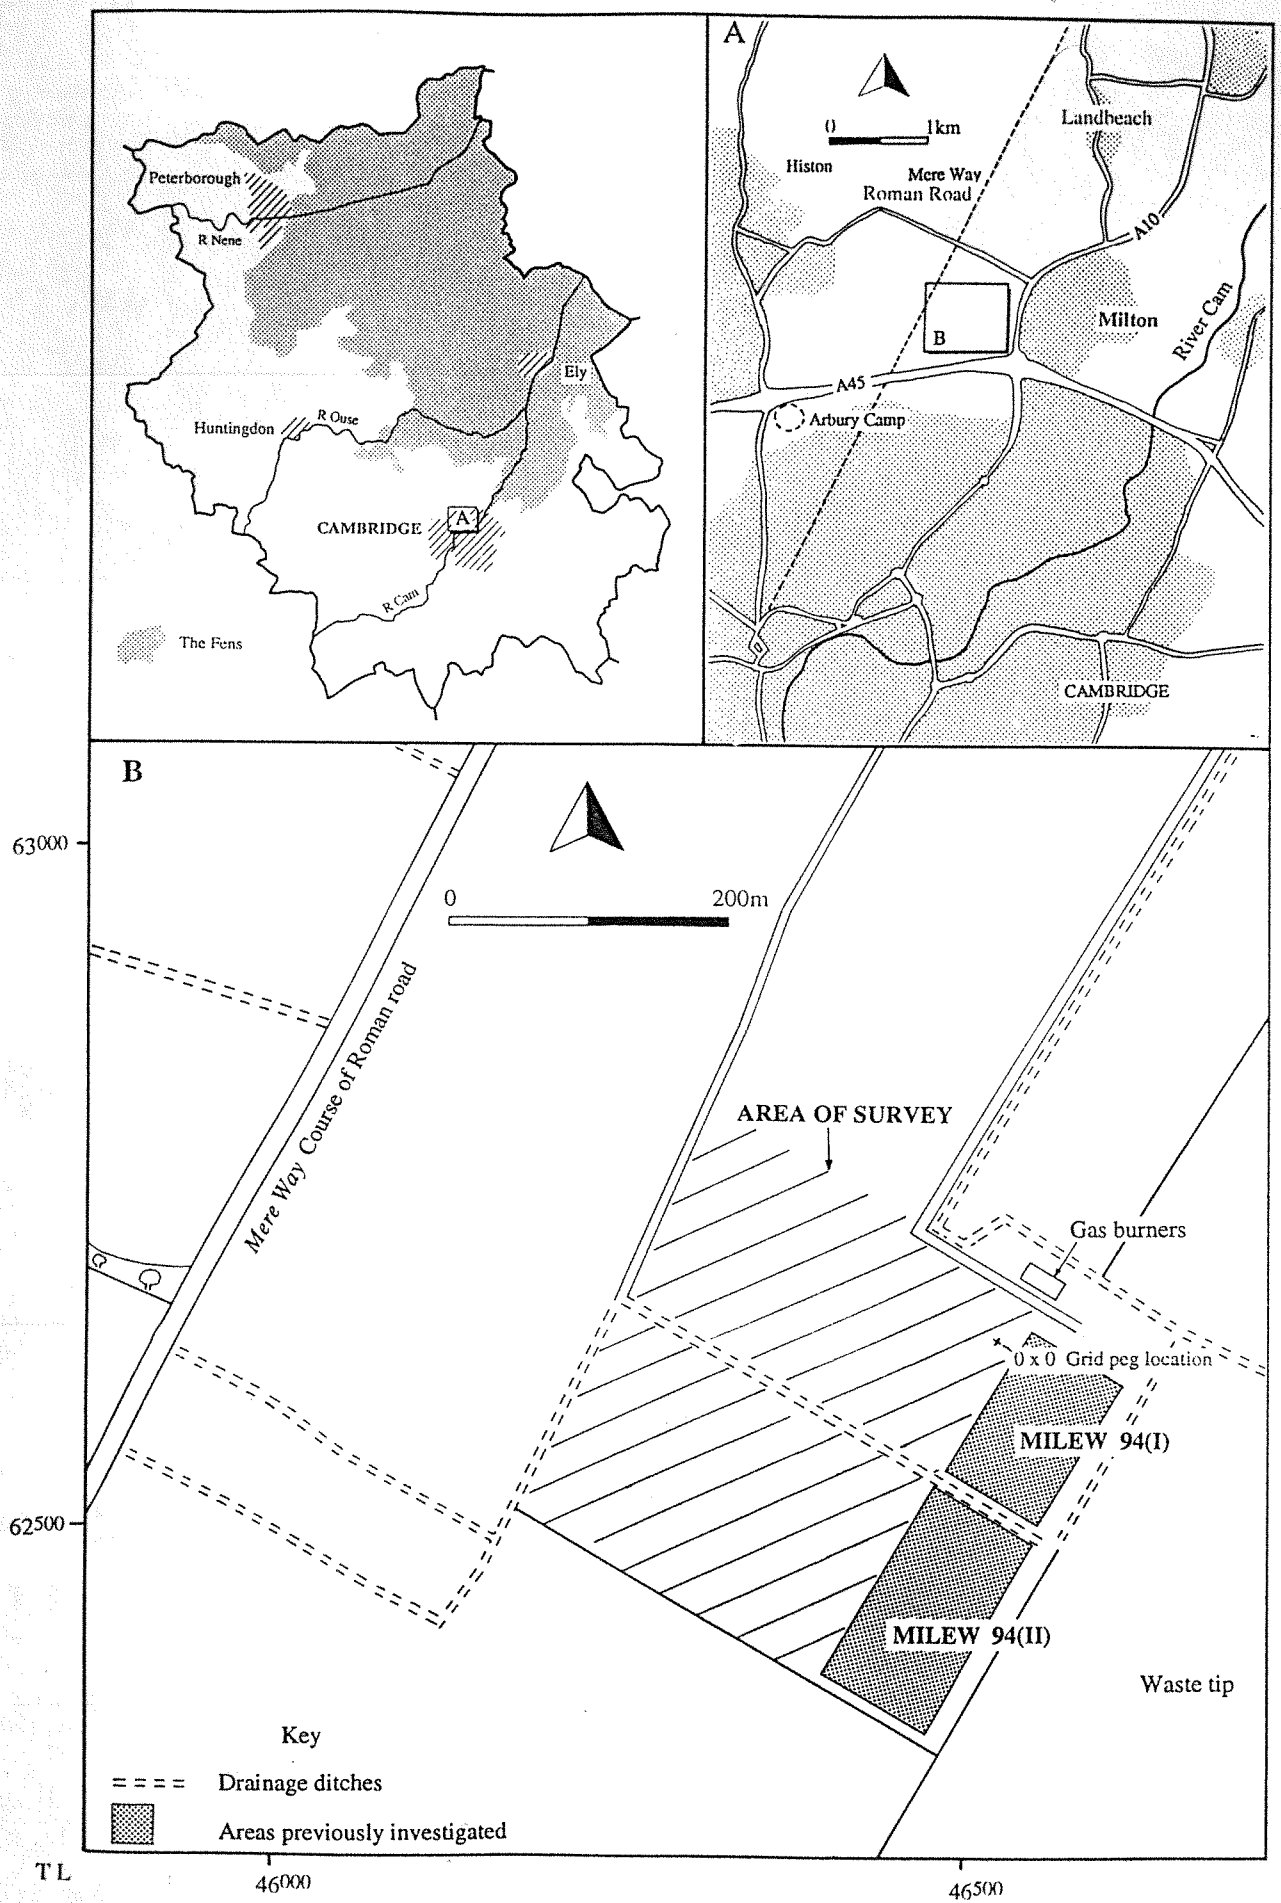 Peterborough
R Nene
Ely
Huntingdon
R Ouse
CAMBRIDGE
A
R Cam
The Fens
A
0 1km
Landbeach
Histon
Mere Way
Roman Road
A10
Milton
River Cam
B
A45
Arbury Camp
CAMBRIDGE
B
63000
0 200m
Mere Way Course of Roman road
AREA OF SURVEY
Gas burners
0 x 0 Grid peg location
MILEW 94(I)
62500
MILEW 94(II)
Waste tip
Key
Drainage ditches
Areas previously investigated
TL
46000
46500